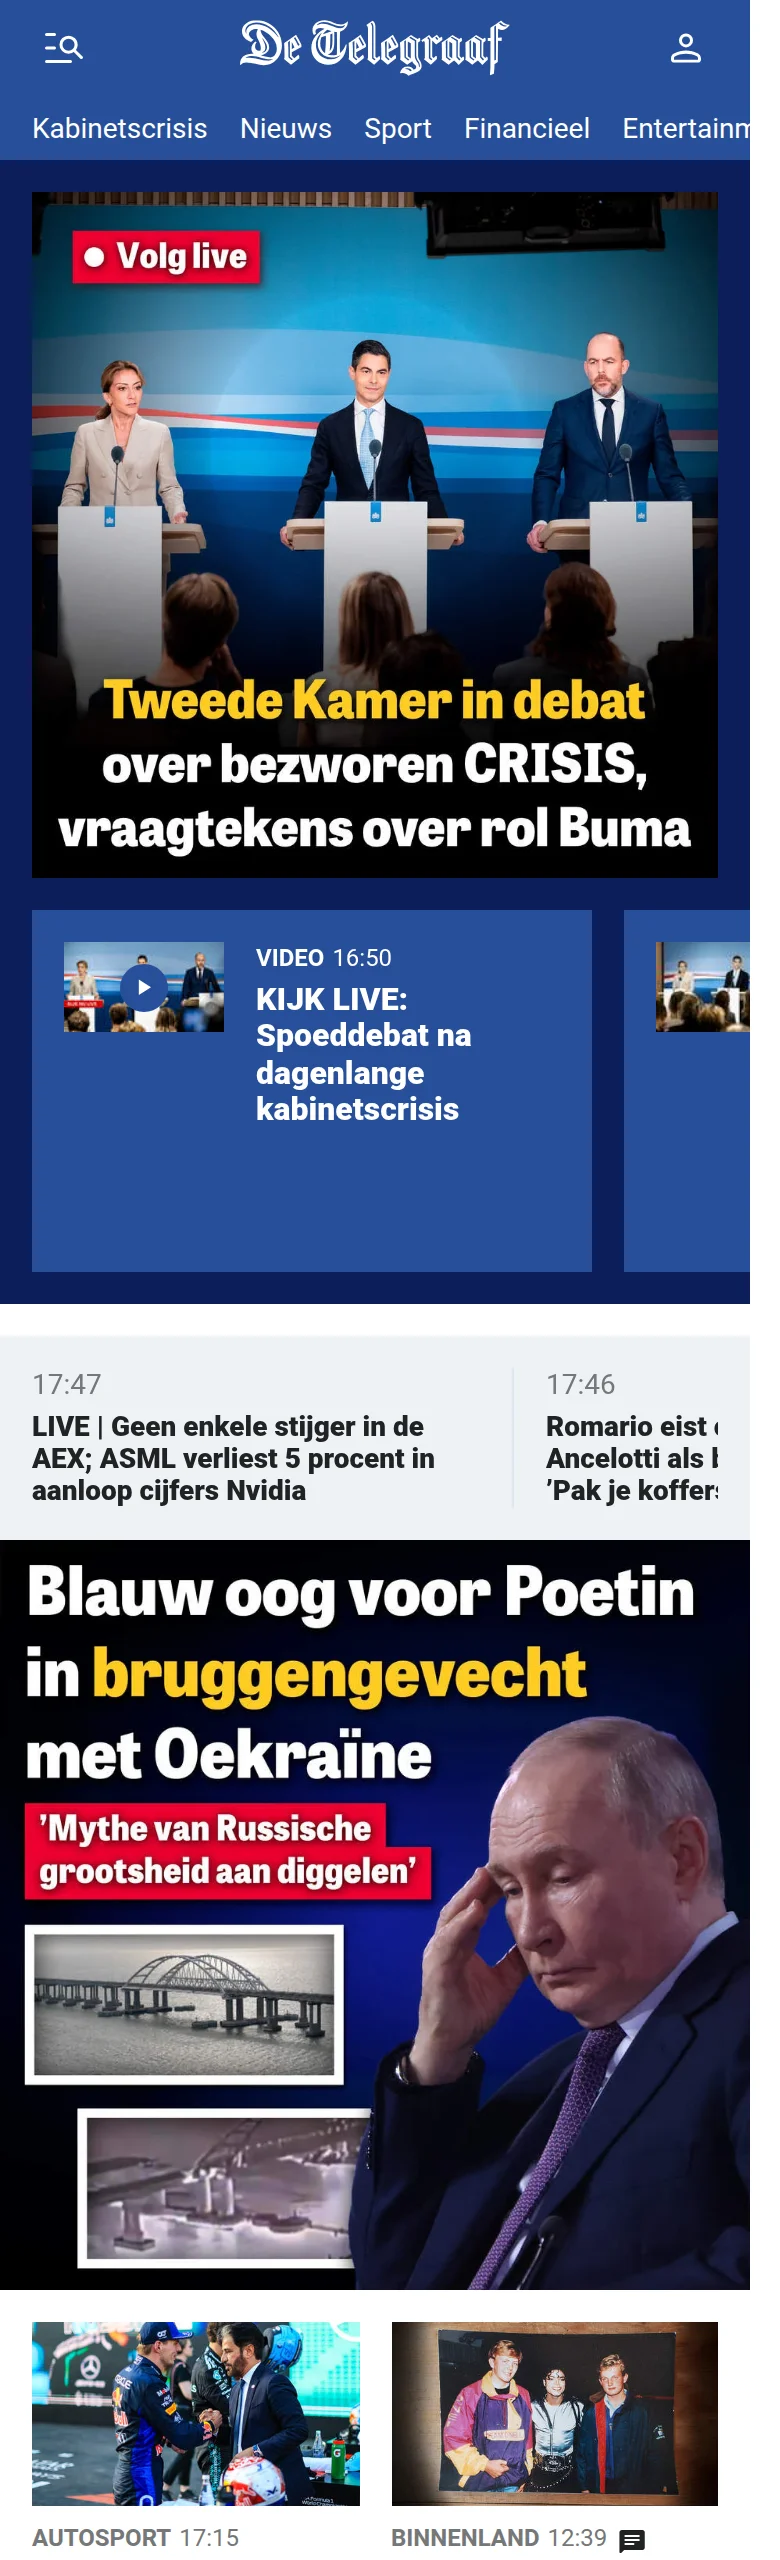 De Telegraaf
Kabinetscrisis Nieuws Sport Financieel Entertainm
Volg live
Tweede Kamer in debat
over bezworen CRISIS,
vraagtekens over rol Buma
VIDEO 16:50
KIJK LIVE:
Spoeddebat na
dagenlange
kabinetscrisis
17:47
LIVE | Geen enkele stijger in de
AEX; ASML verliest 5 procent in
aanloop cijfers Nvidia
17:46
Romario eist
Ancelotti als
’Pak je koffers
Blauw oog voor Poetin
in bruggengevecht
met Oekraïne
’Mythe van Russische
grootsheid aan diggelen’
AUTOSPORT 17:15
BINNENLAND 12:39